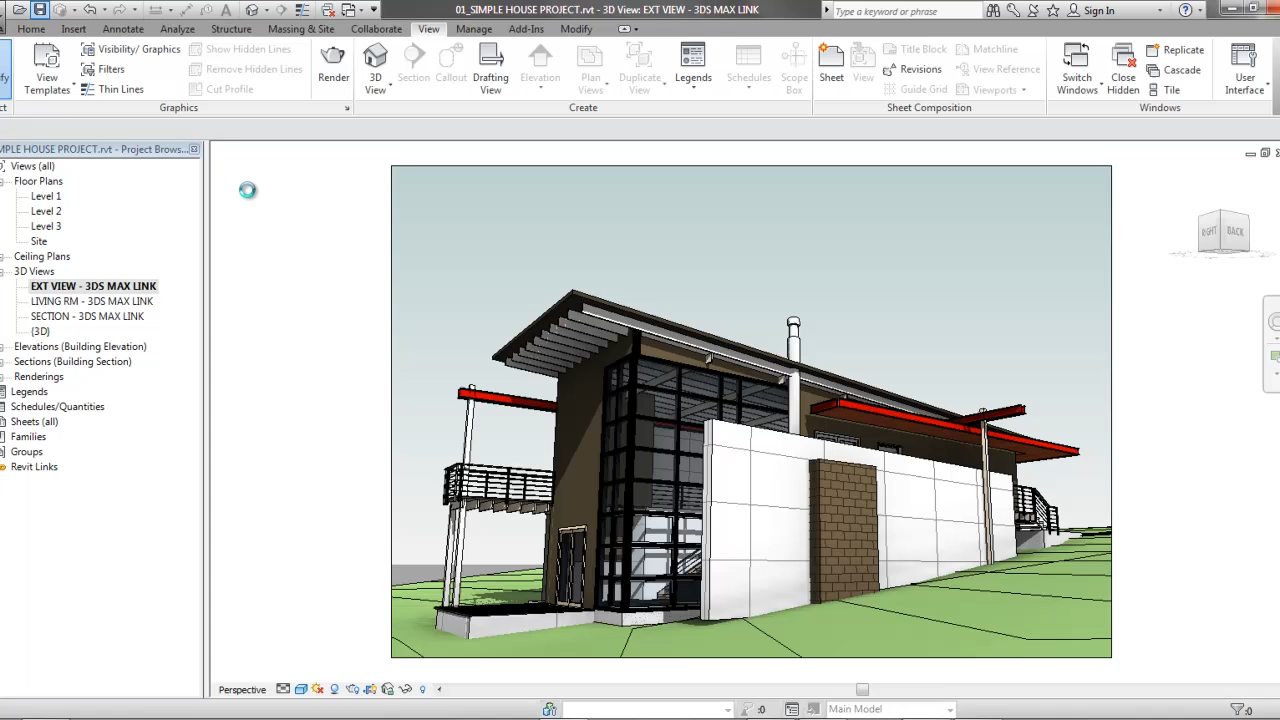 01_SIMPLE HOUSE PROJECT.rvt - 3D View: EXT VIEW - 3DS MAX LINK
Type a keyword or phrase
Sign In
Home Insert Annotate Analyze Structure Massing & Site Collaborate View Manage Add-Ins Modify
View Templates
Visibility/ Graphics
Filters
Thin Lines
Show Hidden Lines
Remove Hidden Lines
Cut Profile
Render
3D View
Section
Callout
Drafting View
Elevation
Plan Views
Duplicate View
Legends
Schedules
Scope Box
Sheet
View
Title Block
Revisions
Guide Grid
Matchline
View Reference
Viewports
Switch Windows
Close Hidden
Replicate
Cascade
Tile
User Interface
Graphics
Create
Sheet Composition
Windows
MPLE HOUSE PROJECT.rvt - Project Brows...
Views (all)
Floor Plans
Level 1
Level 2
Level 3
Site
Ceiling Plans
3D Views
EXT VIEW - 3DS MAX LINK
LIVING RM - 3DS MAX LINK
SECTION - 3DS MAX LINK
{3D}
Elevations (Building Elevation)
Sections (Building Section)
Renderings
Legends
Schedules/Quantities
Sheets (all)
Families
Groups
Revit Links
RIGHT BACK
Perspective
:0
Main Model
:0